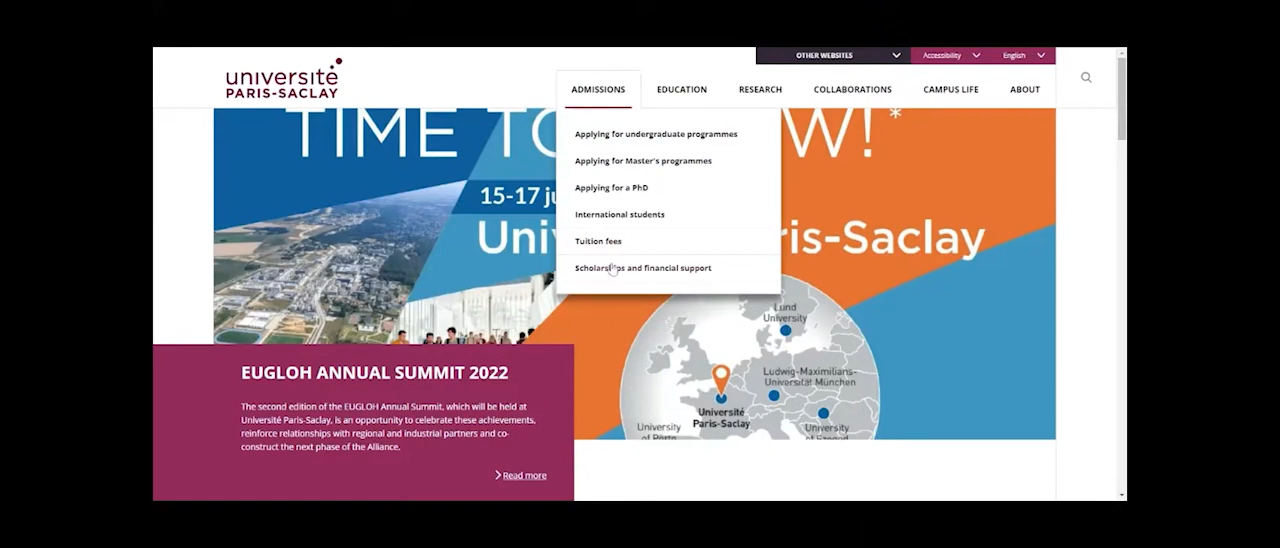 OTHER WEBSITES
Accessibility
English
université
PARIS-SACLAY
ADMISSIONS
EDUCATION
RESEARCH
COLLABORATIONS
CAMPUS LIFE
ABOUT
TIME TO
W!*
Applying for undergraduate programmes
Applying for Master's programmes
Applying for a PhD
International students
Tuition fees
Scholarships and financial support
15-17 ju
Uni
ris-Saclay
Lund
University
Ludwig-Maximilians-
Universität München
Université
Paris-Saclay
University
University
EUGLOH ANNUAL SUMMIT 2022
The second edition of the EUGLOH Annual Summit, which will be held at
Université Paris-Saclay, is an opportunity to celebrate these achievements,
reinforce relationships with regional and industrial partners and co-
construct the next phase of the Alliance.
Read more